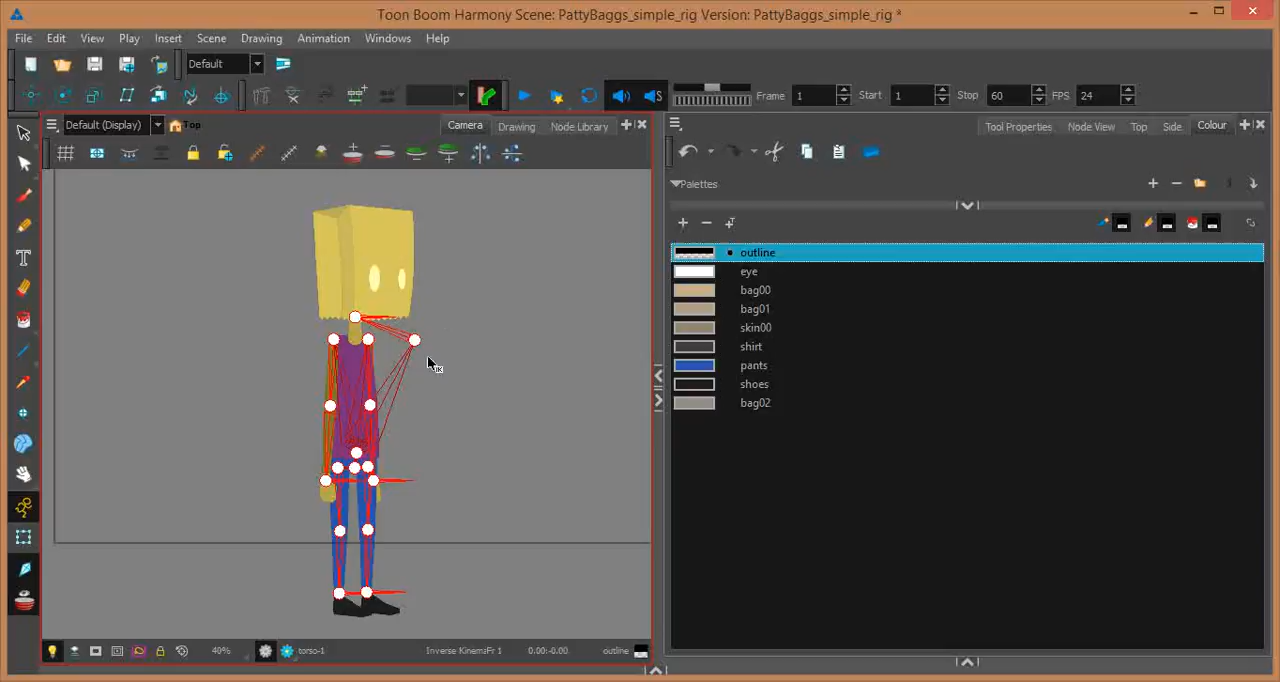 Toon Boom Harmony Scene: PattyBaggs_simple_rig Version: PattyBaggs_simple_rig *
File Edit View Play Insert Scene Drawing Animation Windows Help
Default
Frame 1 Start 1 Stop 60 FPS 24
Default (Display) Top Camera Drawing Node Library
Tool Properties Node View Top Side Colour
Palettes
outline
eye
bag00
bag01
skin00
shirt
pants
shoes
bag02
IK
40% torso-1 Inverse KinemaFr 1 0:00:-0.00 outline